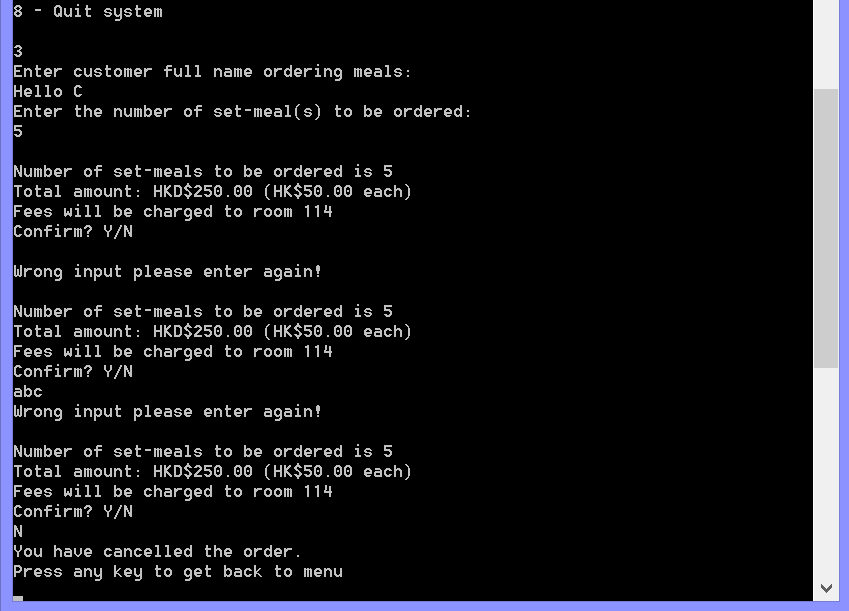 8 - Quit system
3
Enter customer full name ordering meals:
Hello C
Enter the number of set-meal(s) to be ordered:
5
Number of set-meals to be ordered is 5
Total amount: HKD$250.00 (HK$50.00 each)
Fees will be charged to room 114
Confirm? Y/N
Wrong input please enter again!
Number of set-meals to be ordered is 5
Total amount: HKD$250.00 (HK$50.00 each)
Fees will be charged to room 114
Confirm? Y/N
abc
Wrong input please enter again!
Number of set-meals to be ordered is 5
Total amount: HKD$250.00 (HK$50.00 each)
Fees will be charged to room 114
Confirm? Y/N
N
You have cancelled the order.
Press any key to get back to menu